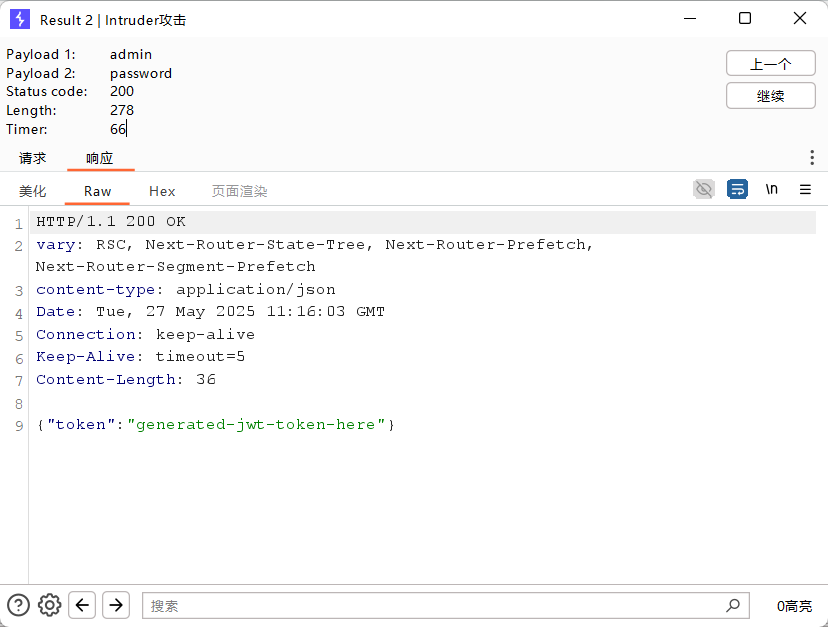 Result 2 | Intruder攻击
Payload 1: admin
Payload 2: password
Status code: 200
Length: 278
Timer: 66
上一个
继续
请求 响应
美化 Raw Hex 页面渲染 \n
1 HTTP/1.1 200 OK
2 vary: RSC, Next-Router-State-Tree, Next-Router-Prefetch,
Next-Router-Segment-Prefetch
3 content-type: application/json
4 Date: Tue, 27 May 2025 11:16:03 GMT
5 Connection: keep-alive
6 Keep-Alive: timeout=5
7 Content-Length: 36
8
9 {"token":"generated-jwt-token-here"}
搜索 0高亮